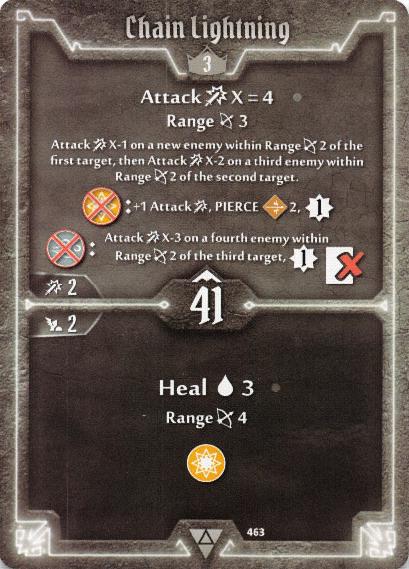 Chain Lightning
3
Attack X = 4
Range 3
Attack X-1 on a new enemy within Range 2 of the
first target, then Attack X-2 on a third enemy within
Range 2 of the second target.
: +1 Attack, PIERCE 2, 1
: Attack X-3 on a fourth enemy within
Range 2 of the third target, 1
2
41
2
Heal 3
Range 4
463